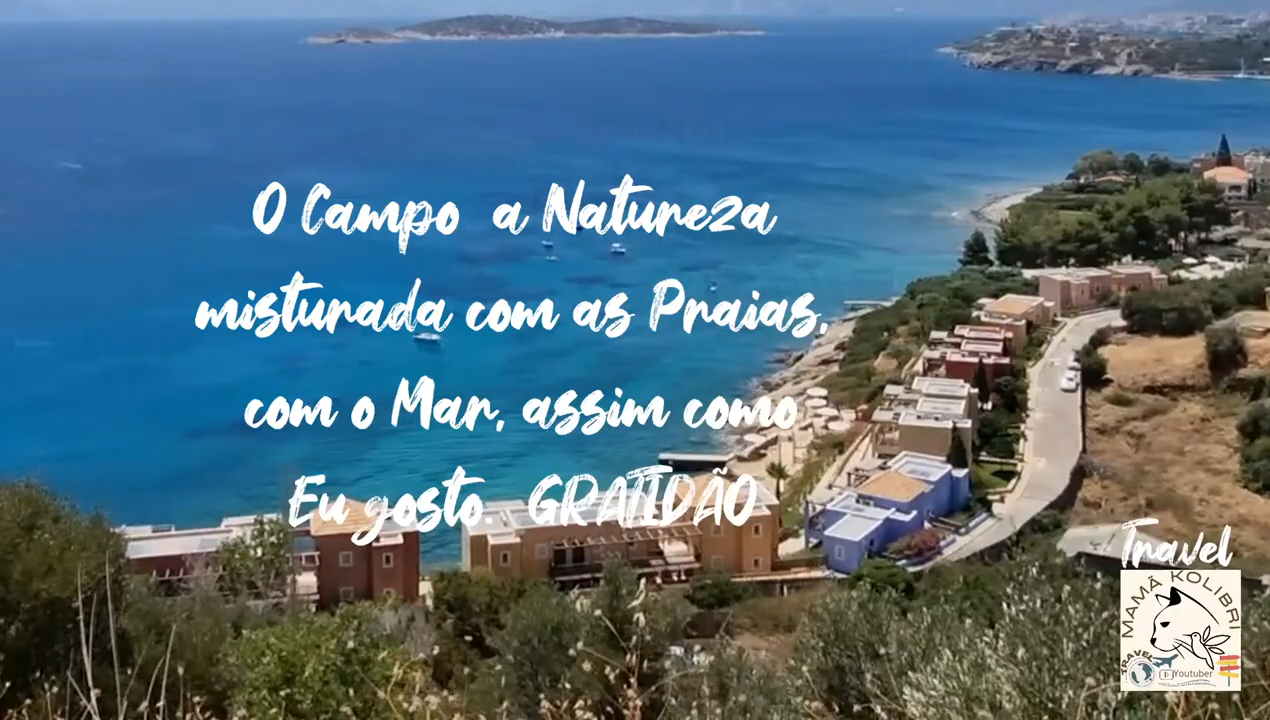 O Campo a Natureza
misturada com as Praias,
com o Mar, assim como
Eu gosto. GRATIDÃO
Travel
MAMÃ KOLIBRI
TRAVEL
Youtuber